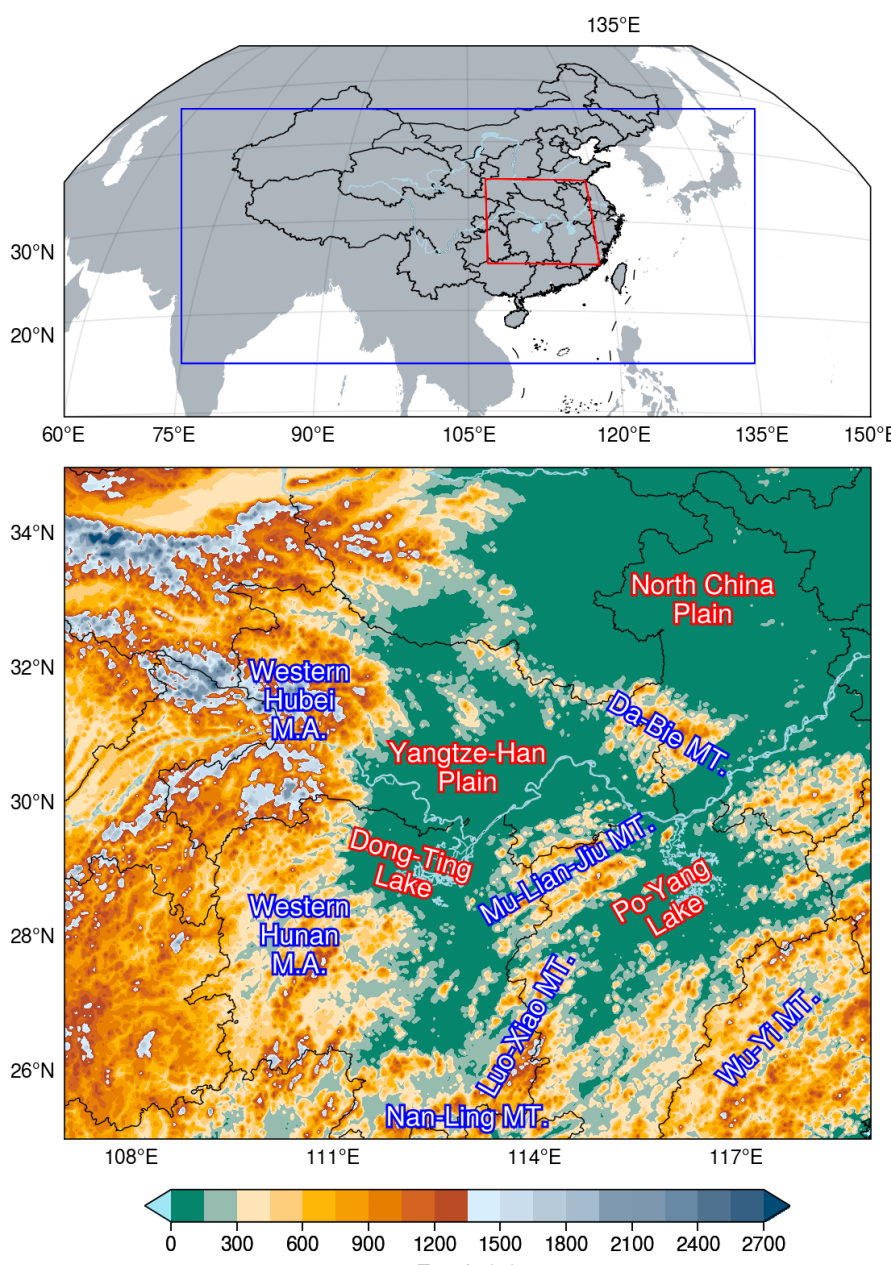 135°E
30°N
20°N
60°E 75°E 90°E 105°E 120°E 135°E 150°E
34°N
32°N
30°N
28°N
26°N
North China
Plain
Western
Hubei
M.A.
Da-Bie MT.
Yangtze-Han
Plain
Dong-Ting
Lake
Mu-Lian-Jiu MT.
Po-Yang
Lake
Western
Hunan
M.A.
Luo-Xiao MT.
Wu-Yi MT.
Nan-Ling MT.
108°E 111°E 114°E 117°E
0 300 600 900 1200 1500 1800 2100 2400 2700